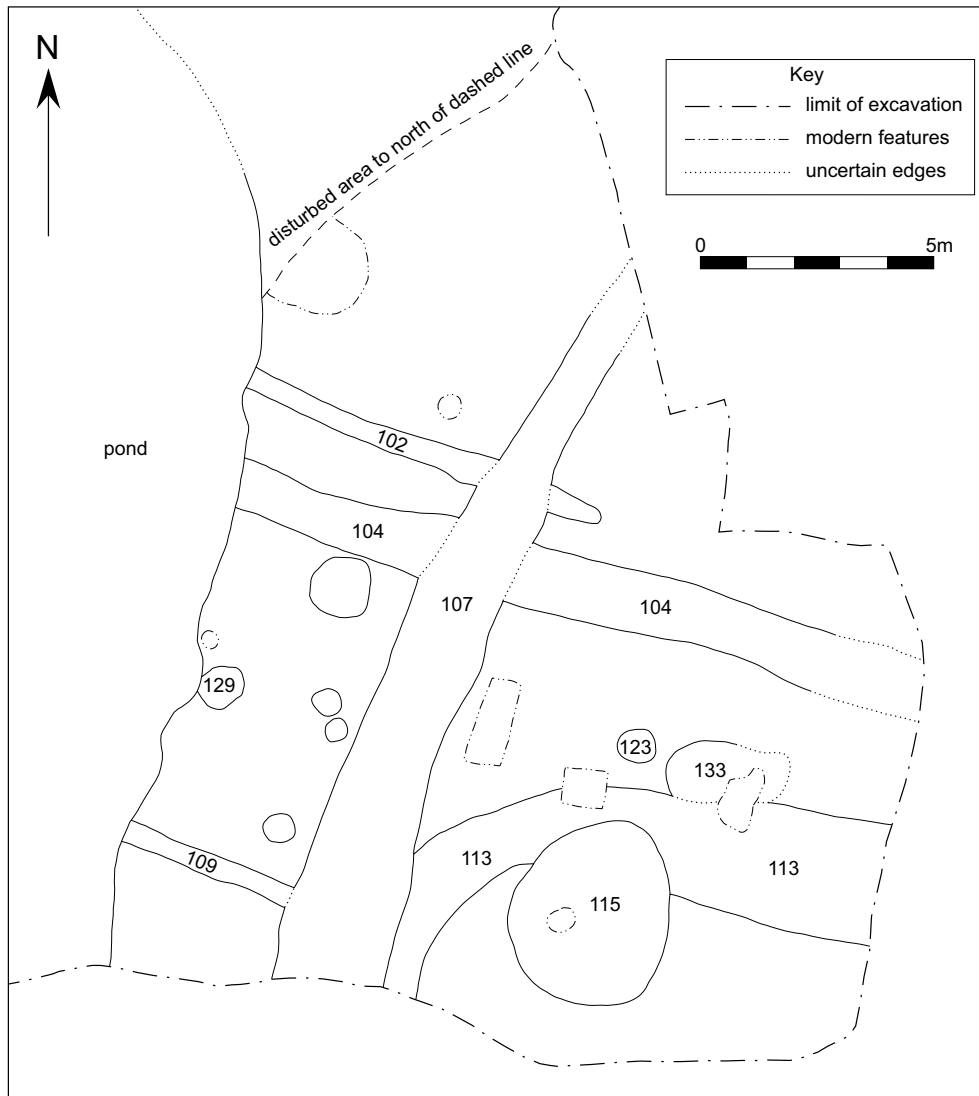 N
disturbed area to north of dashed line
Key
limit of excavation
modern features
uncertain edges
0 5m
pond
102
104
107
104
129
123
133
109
113
113
115